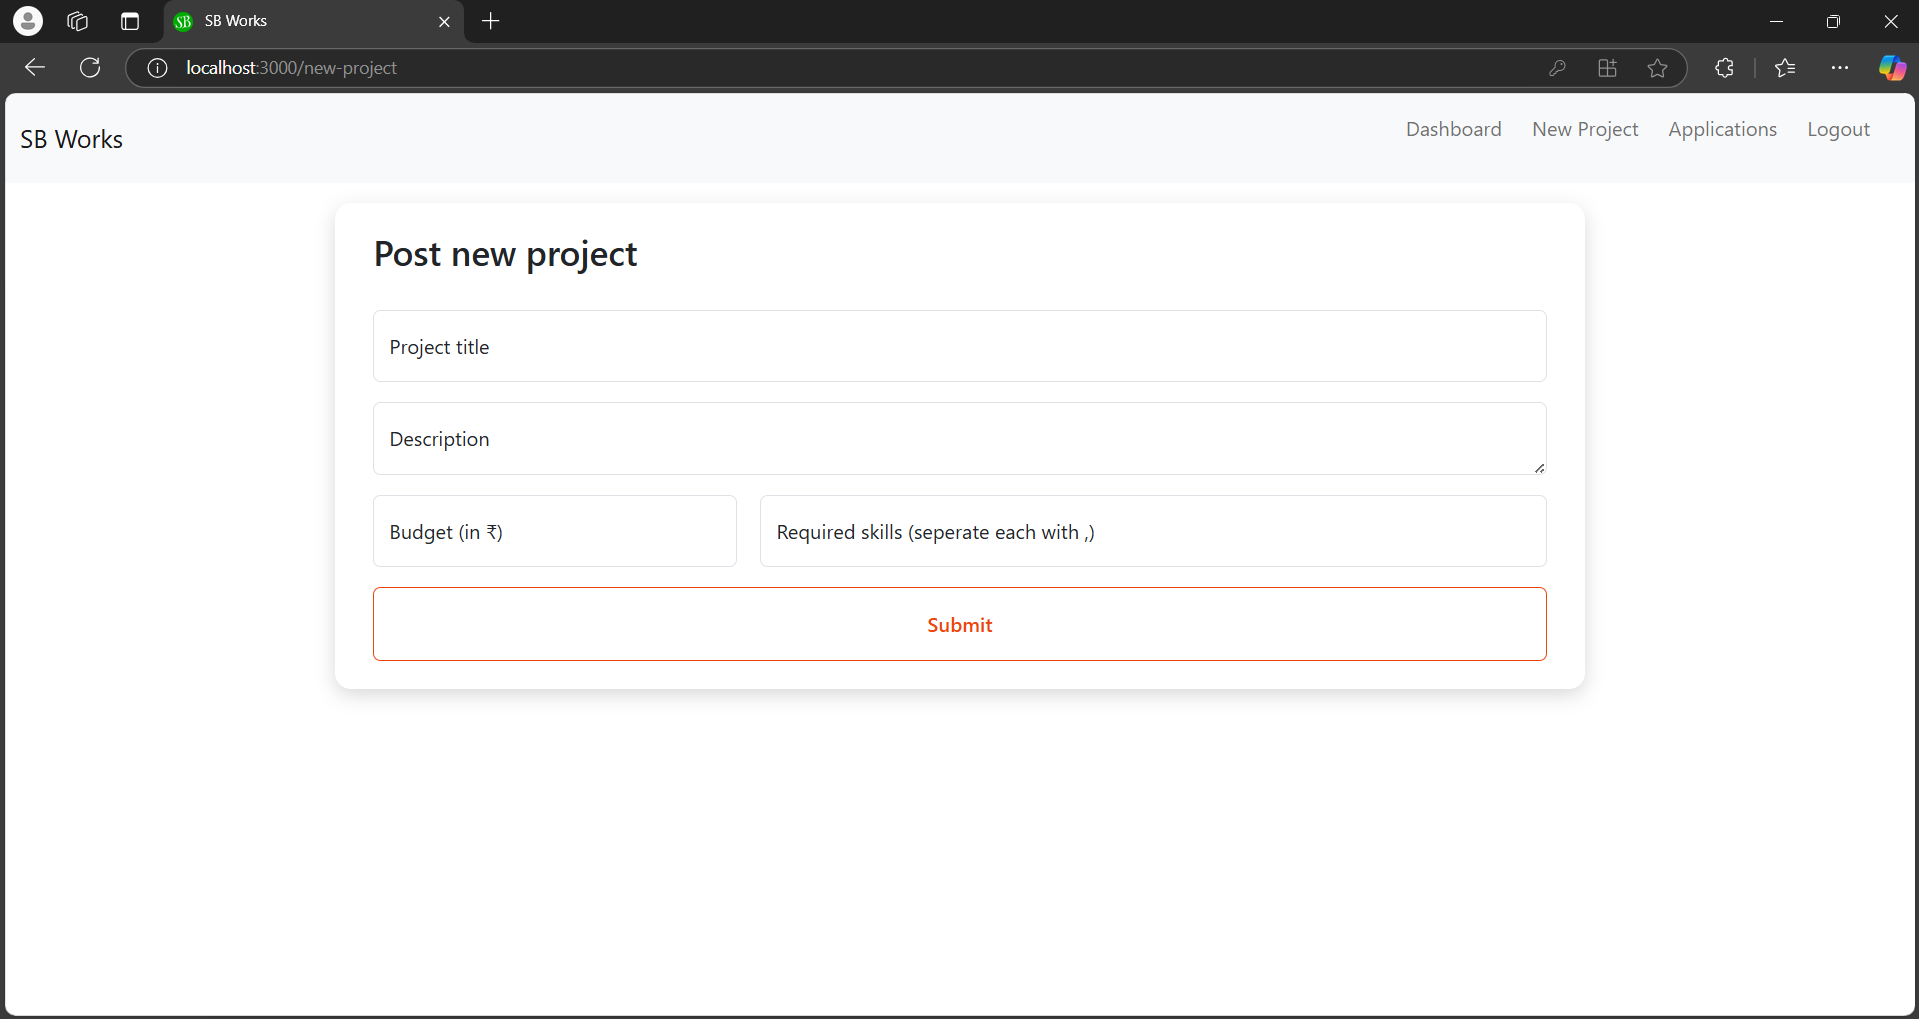 SB Works
localhost:3000/new-project
SB Works
Dashboard New Project Applications Logout
Post new project
Project title
Description
Budget (in ₹) Required skills (seperate each with ,)
Submit